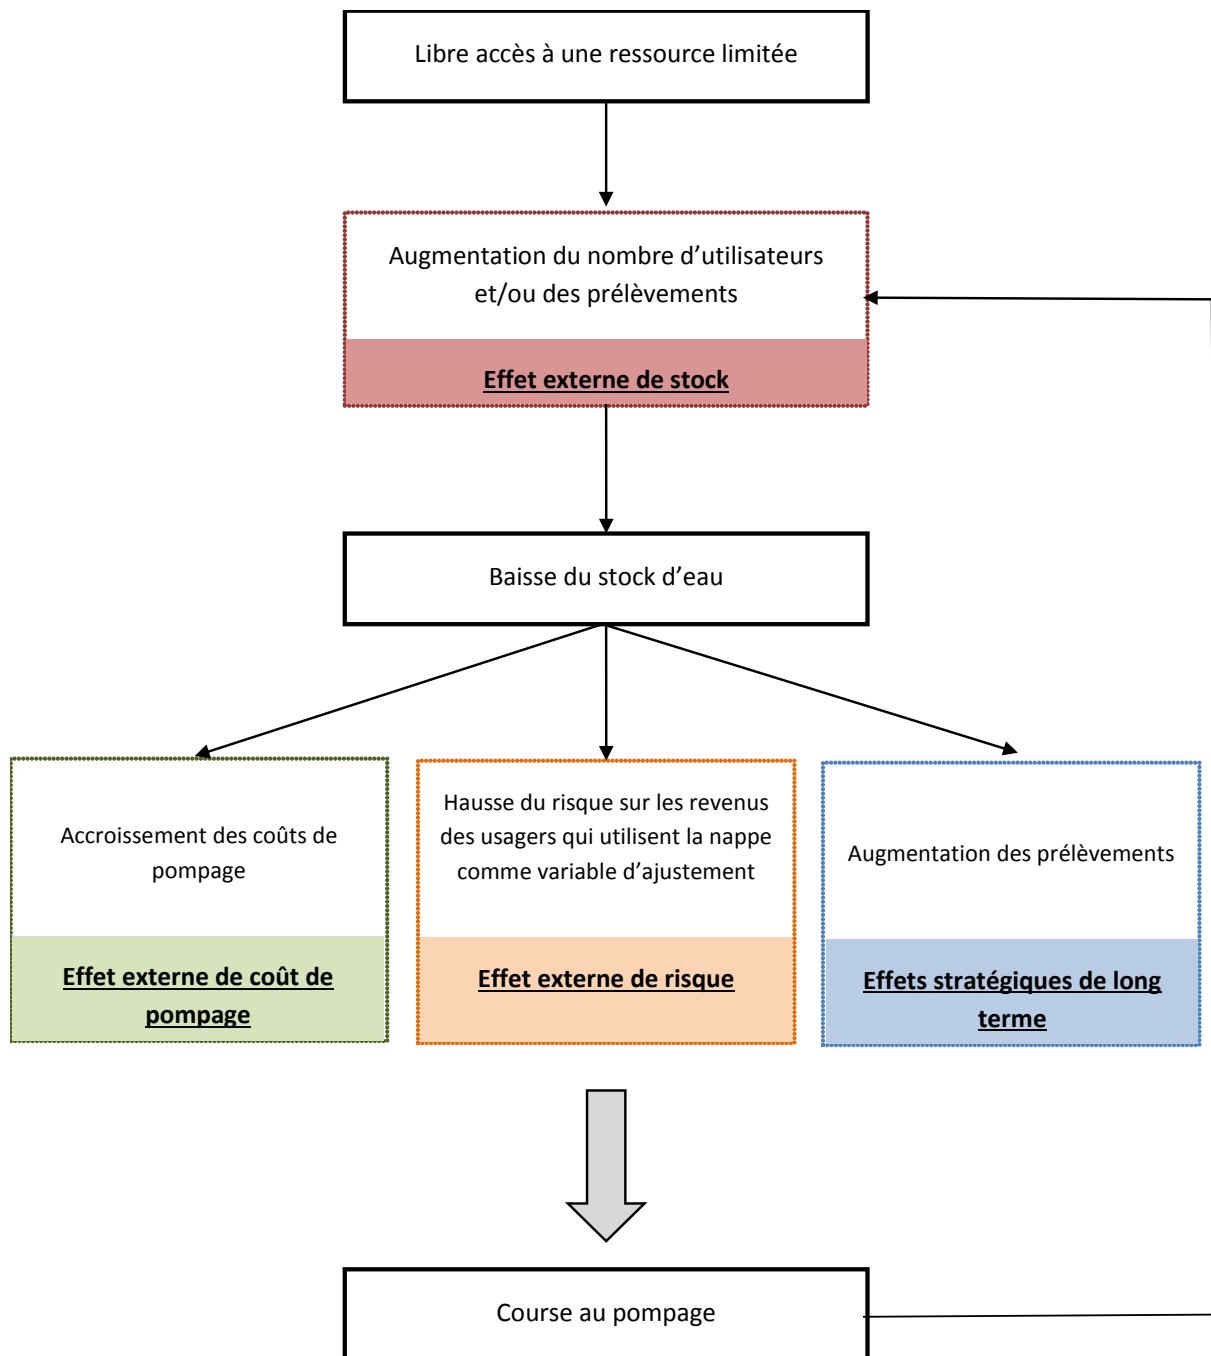 Libre accès à une ressource limitée
Augmentation du nombre d’utilisateurs
et/ou des prélèvements
Effet externe de stock
Baisse du stock d’eau
Accroissement des coûts de
pompage
Effet externe de coût de
pompage
Hausse du risque sur les revenus
des usagers qui utilisent la nappe
comme variable d’ajustement
Effet externe de risque
Augmentation des prélèvements
Effets stratégiques de long
terme
Course au pompage